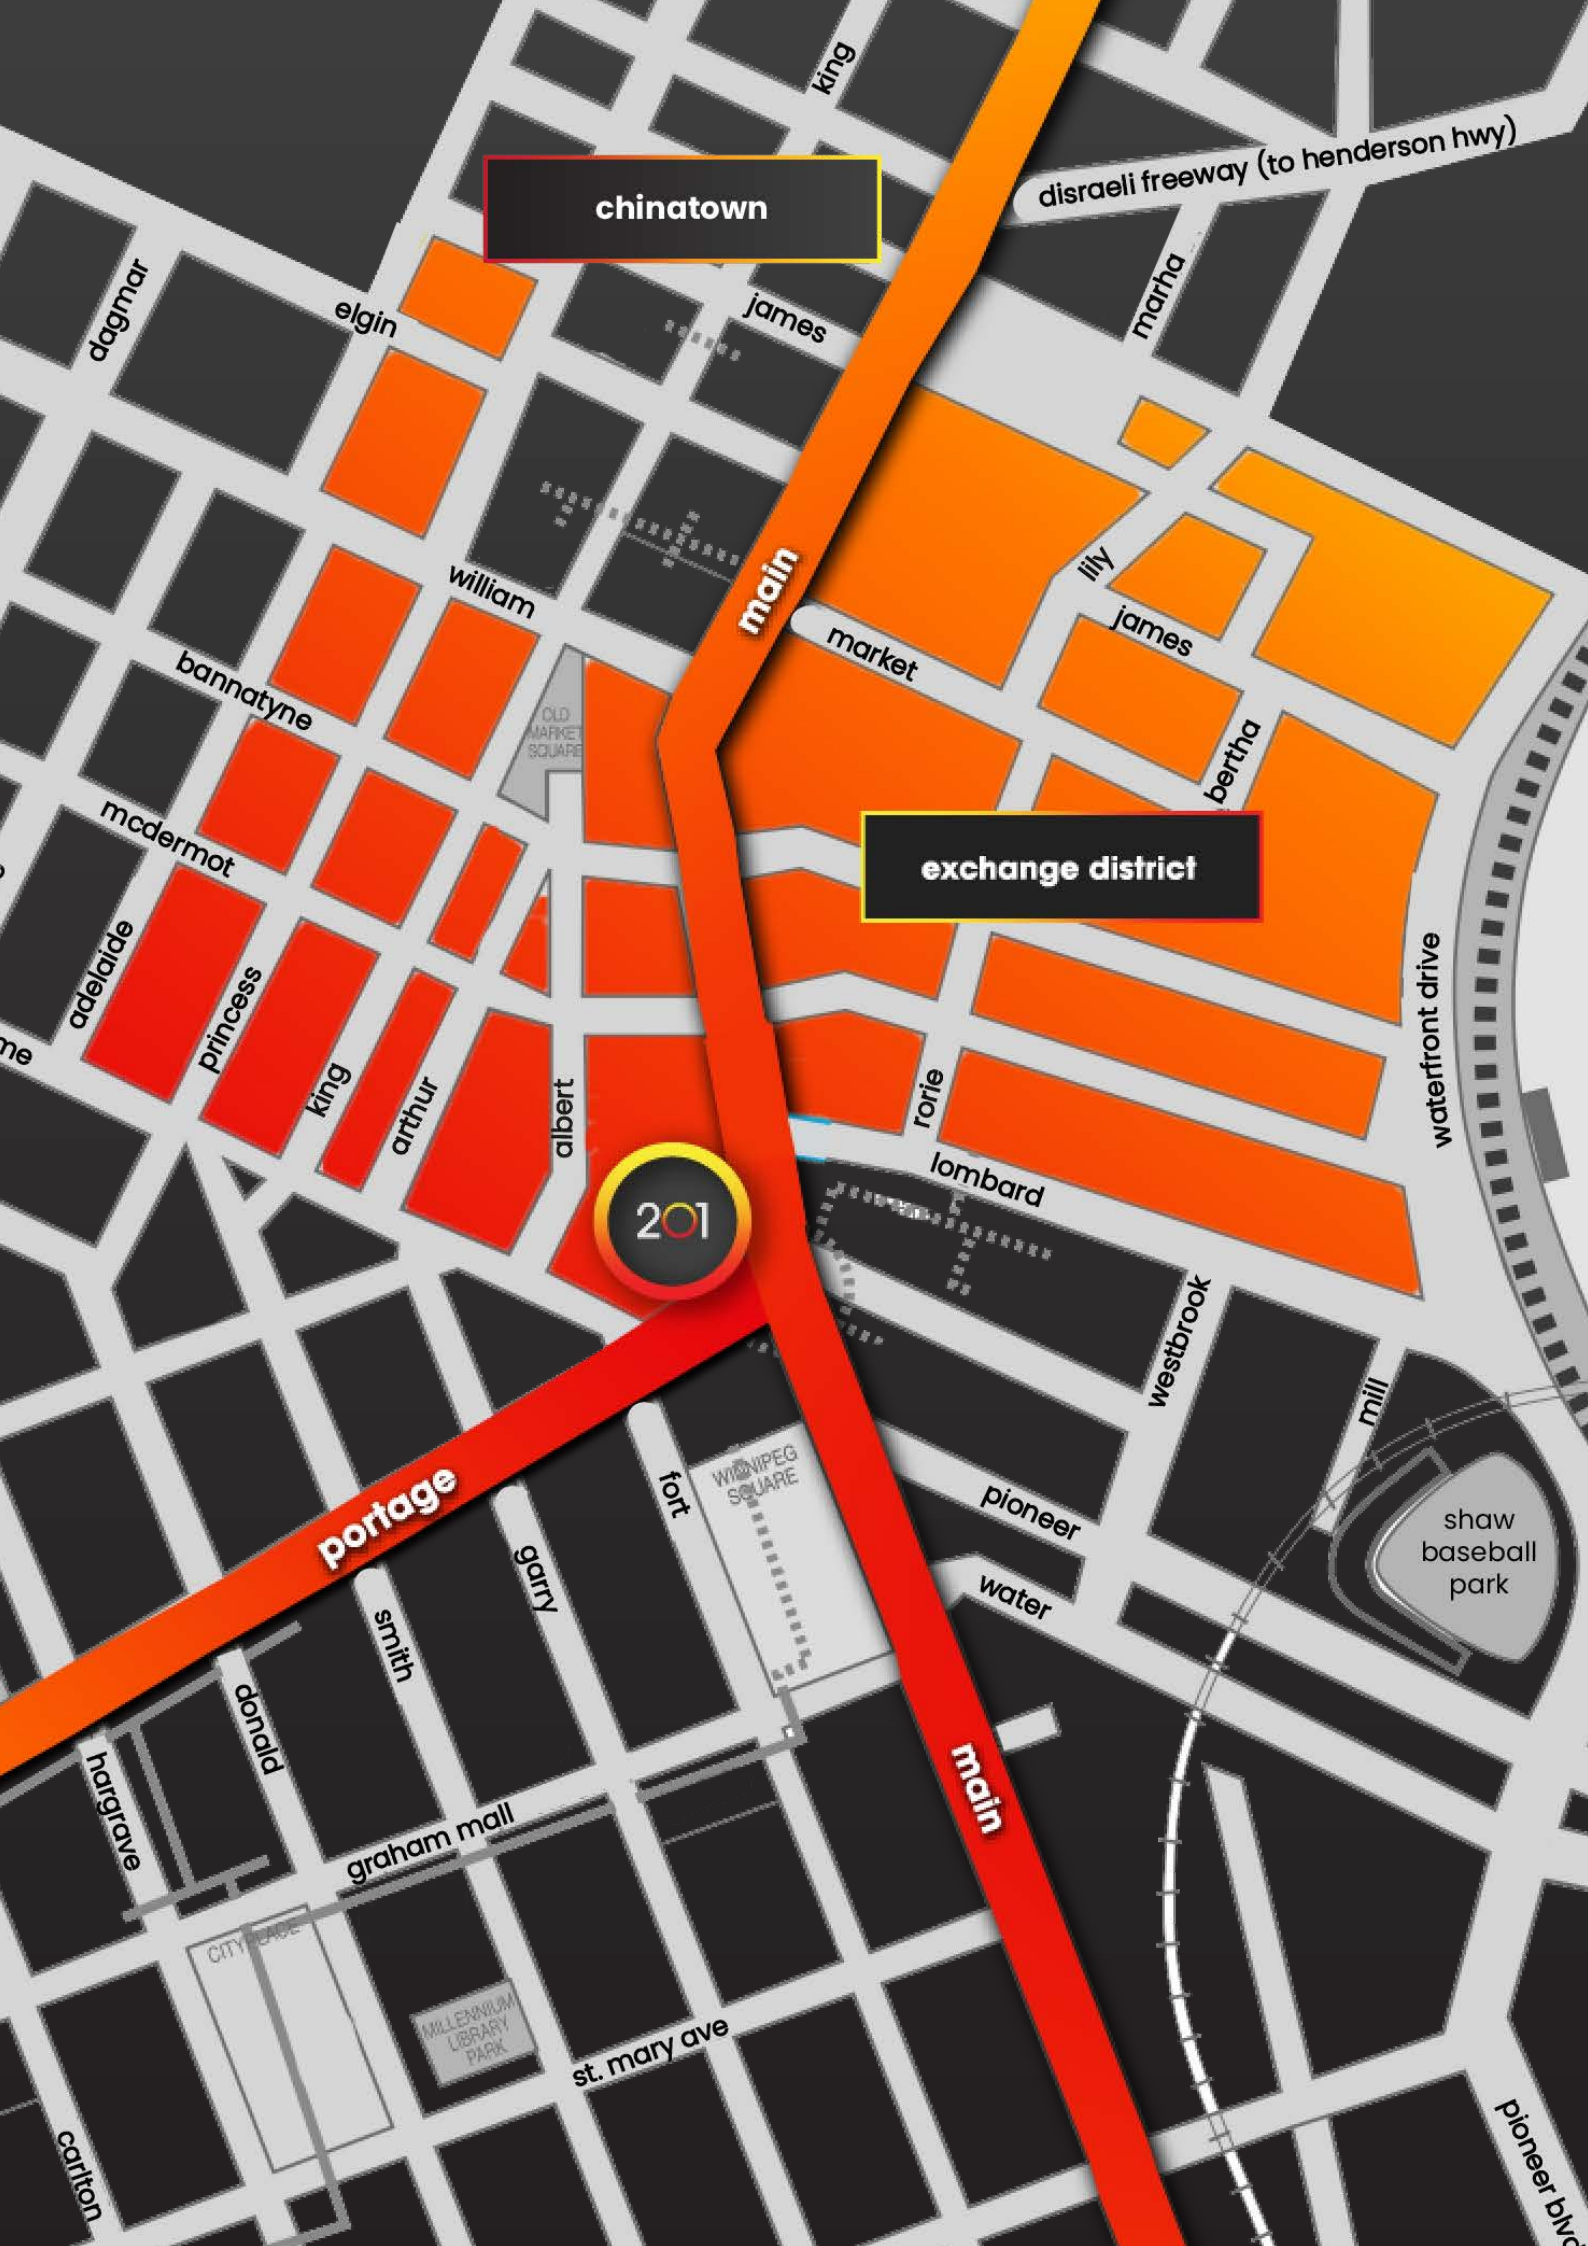 king
disraeli freeway (to henderson hwy)
chinatown
marha
dagmar
elgin
james
main
lily
william
james
market
bannatyne
OLD
MARKET
SQUARE
bertha
mcdermot
exchange district
adelaide
princess
waterfront drive
me
king
arthur
albert
rorie
lombard
201
westbrook
mill
WINNIPEG
SQUARE
portage
fort
pioneer
shaw
baseball
park
garry
water
smith
donald
hargrave
main
graham mall
CITY PLACE
MILLENNIUM
LIBRARY
PARK
st. mary ave
carlton
pioneer blvd